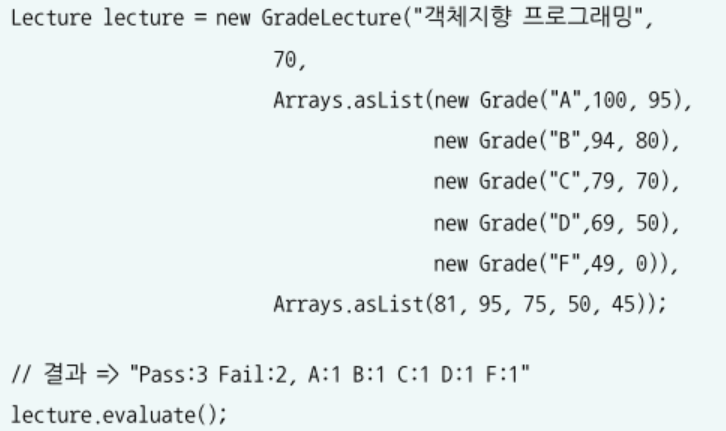 Lecture lecture = new GradeLecture("객체지향 프로그래밍",
70,
Arrays.asList(new Grade("A",100, 95),
new Grade("B",94, 80),
new Grade("C",79, 70),
new Grade("D",69, 50),
new Grade("F",49, 0)),
Arrays.asList(81, 95, 75, 50, 45));
// 결과 => "Pass:3 Fail:2, A:1 B:1 C:1 D:1 F:1"
lecture.evaluate();